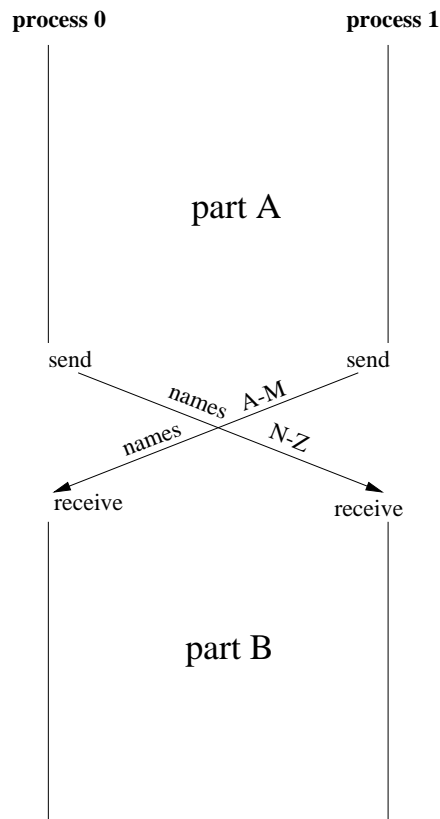 process 0
process 1
part A
send
send
names N-Z
names A-M
receive
receive
part B